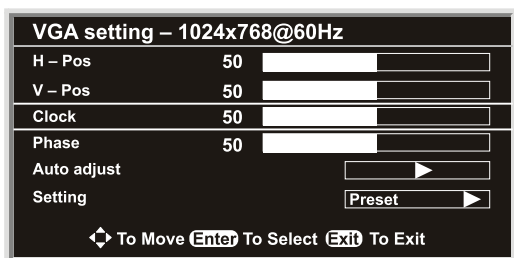 VGA setting – 1024x768@60Hz
H – Pos 50
V – Pos 50
Clock 50
Phase 50
Auto adjust
Setting Preset
To Move Enter To Select Exit To Exit